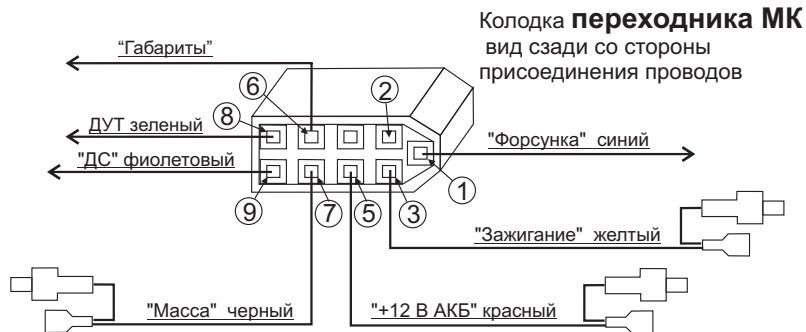 Колодка переходника МК
вид сзади со стороны
присоединения проводов
“Габариты”
6
2
8
ДУТ зеленый
"Форсунка" синий
"ДС" фиолетовый
1
9
7
5
3
"Зажигание" желтый
"Масса" черный
"+12 В АКБ" красный